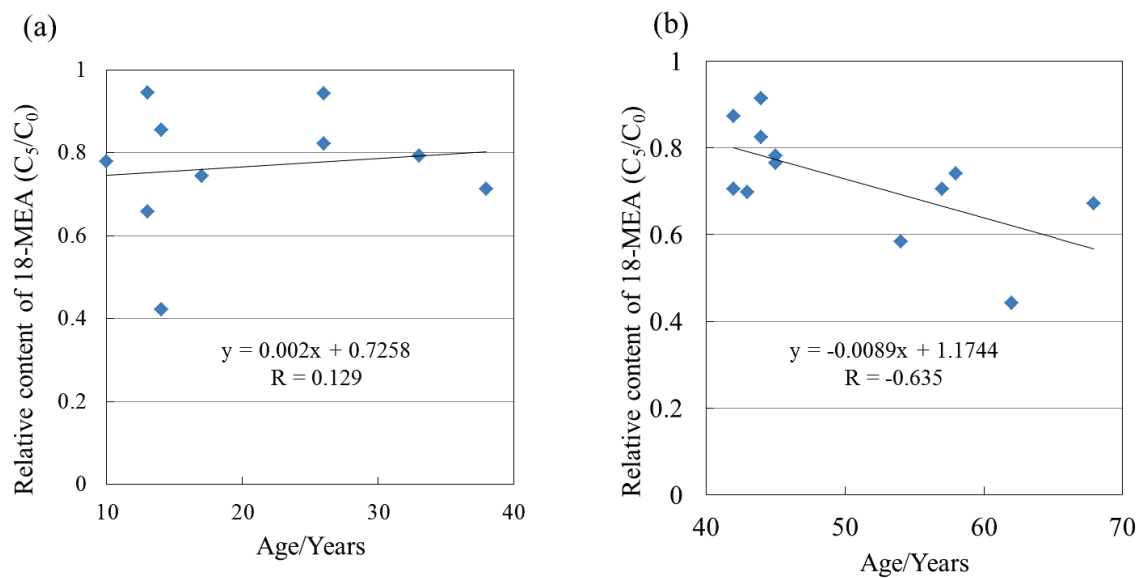 (a)
Relative content of 18-MEA (C₅/C₀)
1
0.8
0.6
0.4
0.2
0
y = 0.002x + 0.7258
R = 0.129
10 20 30 40
Age/Years
(b)
Relative content of 18-MEA (C₅/C₀)
1
0.8
0.6
0.4
0.2
0
y = -0.0089x + 1.1744
R = -0.635
40 50 60 70
Age/Years